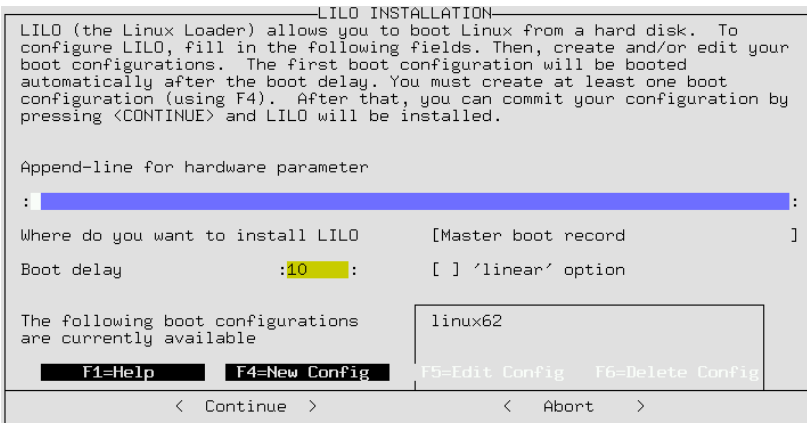 LILO INSTALLATION
LILO (the Linux Loader) allows you to boot Linux from a hard disk.  To
configure LILO, fill in the following fields. Then, create and/or edit your
boot configurations.  The first boot configuration will be booted
automatically after the boot delay. You must create at least one boot
configuration (using F4).  After that, you can commit your configuration by
pressing <CONTINUE> and LILO will be installed.
Append-line for hardware parameter
: :
Where do you want to install LILO [Master boot record ]
Boot delay :10 : [ ] 'linear' option
The following boot configurations linux62
are currently available
F1=Help F4=New Config F5=Edit Config F6=Delete Config
< Continue > < Abort >